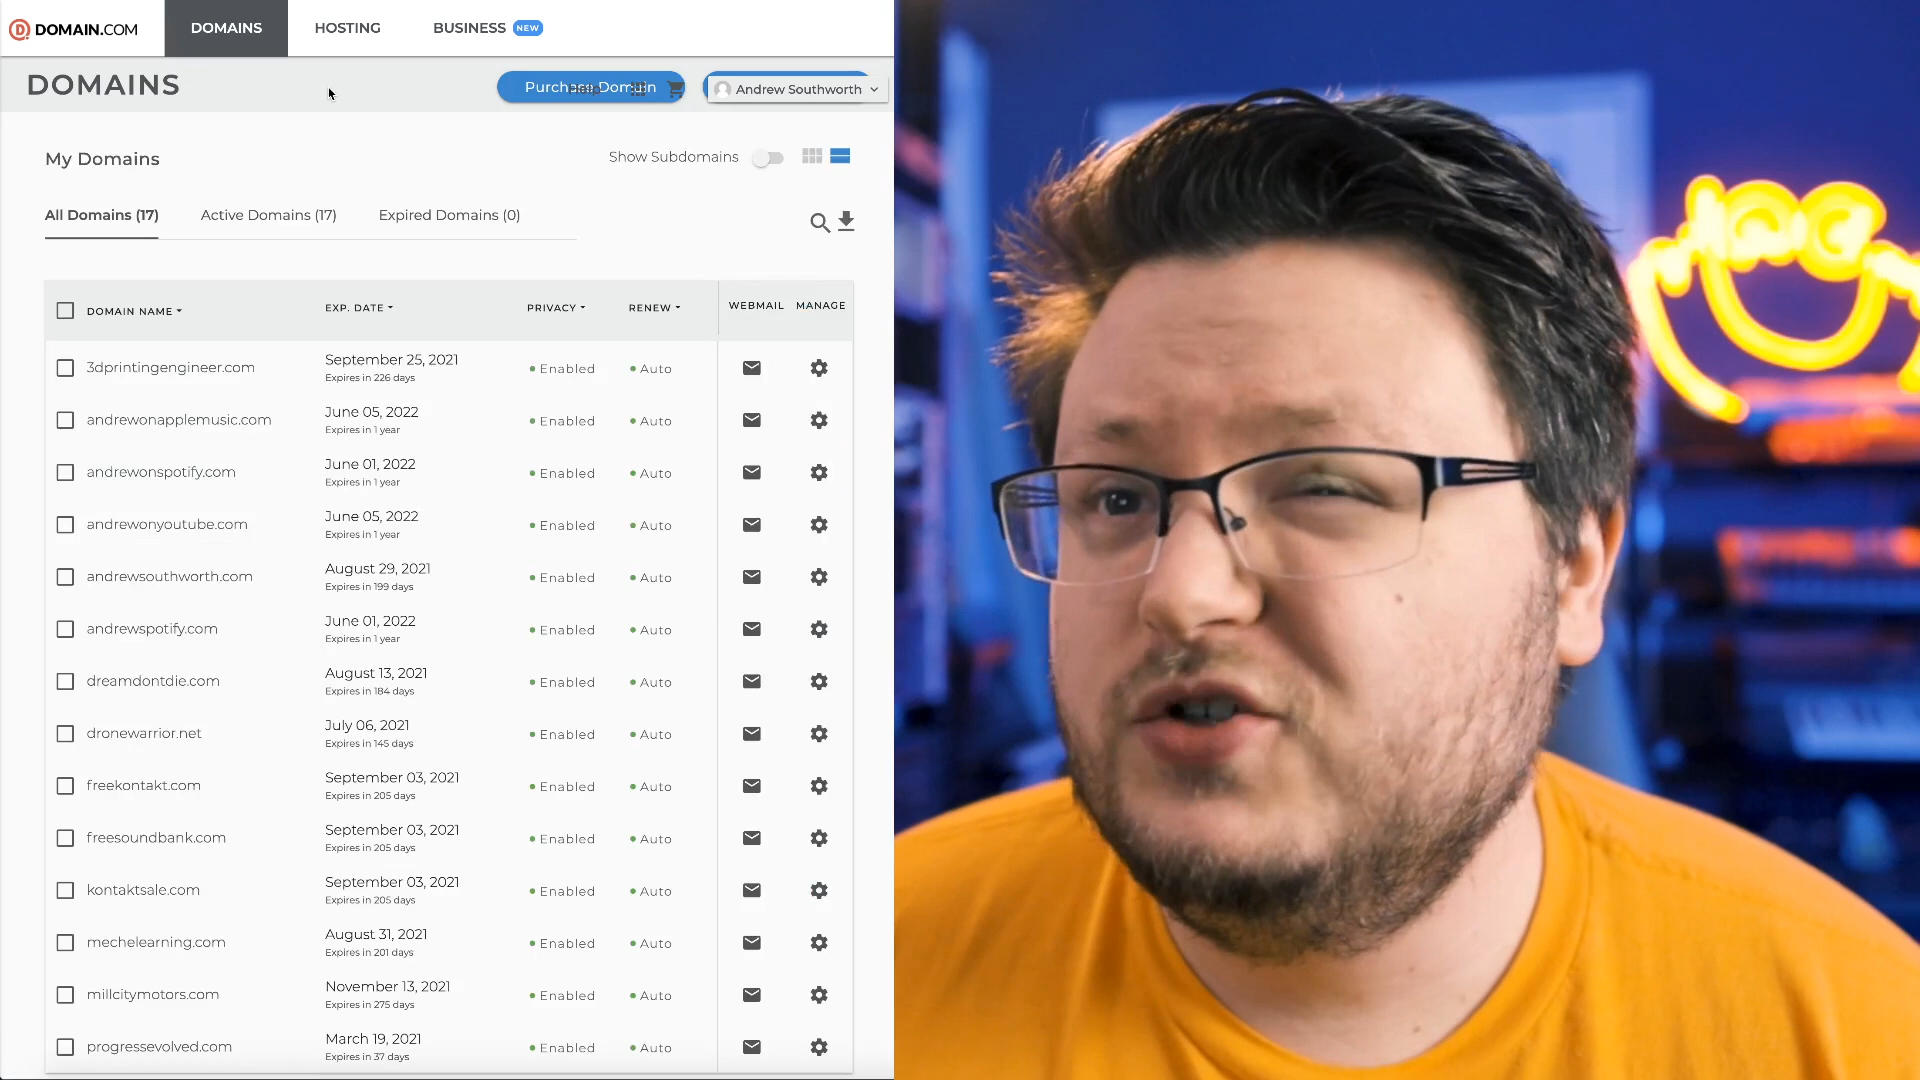 DOMAIN.COM
DOMAINS
HOSTING
BUSINESS NEW
DOMAINS
Purchase Domain
Andrew Southworth
My Domains
Show Subdomains
All Domains (17)
Active Domains (17)
Expired Domains (0)
DOMAIN NAME
EXP. DATE
PRIVACY
RENEW
WEBMAIL
MANAGE
3dprintingengineer.com
September 25, 2021
Expires in 226 days
Enabled
Auto
andrewonapplemusic.com
June 05, 2022
Expires in 1 year
Enabled
Auto
andrewonspotify.com
June 01, 2022
Expires in 1 year
Enabled
Auto
andrewonyoutube.com
June 05, 2022
Expires in 1 year
Enabled
Auto
andrewsouthworth.com
August 29, 2021
Expires in 199 days
Enabled
Auto
andrewspotify.com
June 01, 2022
Expires in 1 year
Enabled
Auto
dreamdontdie.com
August 13, 2021
Expires in 184 days
Enabled
Auto
dronewarrior.net
July 06, 2021
Expires in 145 days
Enabled
Auto
freekontakt.com
September 03, 2021
Expires in 205 days
Enabled
Auto
freesoundbank.com
September 03, 2021
Expires in 205 days
Enabled
Auto
kontaktsale.com
September 03, 2021
Expires in 205 days
Enabled
Auto
mechelearning.com
August 31, 2021
Expires in 201 days
Enabled
Auto
millcitymotors.com
November 13, 2021
Expires in 275 days
Enabled
Auto
progressevolved.com
March 19, 2021
Expires in 37 days
Enabled
Auto